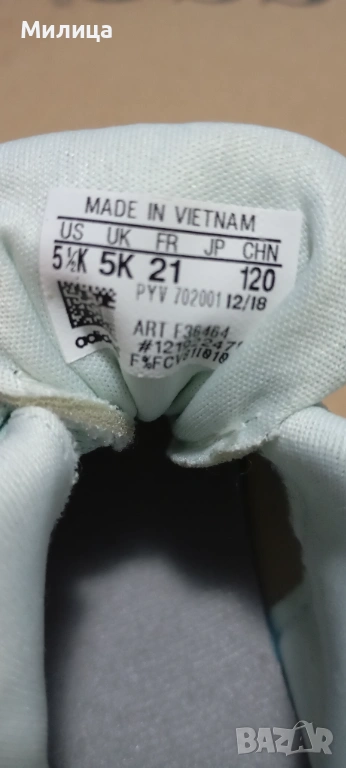 Милица
MADE IN VIETNAM
US UK FR JP CHN
5½K 5K 21 120
PYV 702001 12/18
ART F36464
BAZAR